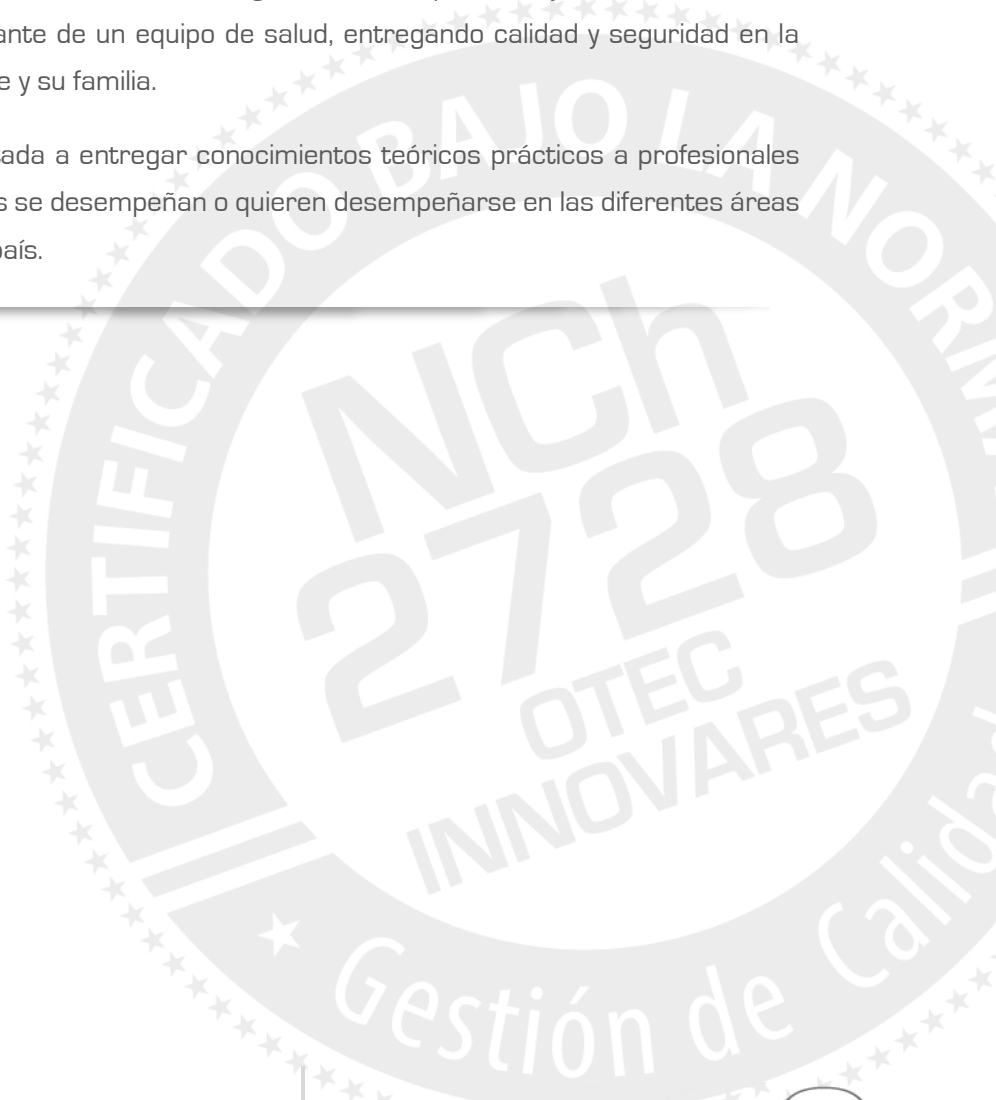 ante de un equipo de salud, entregando calidad y seguridad en la
e y su familia.
ada a entregar conocimientos teóricos prácticos a profesionales
s se desempeñan o quieren desempeñarse en las diferentes áreas
país.
CERTIFICADO BAJO LA NORMA
NCh
2728
OTEC
INNOVARES
Gestión de Calidad